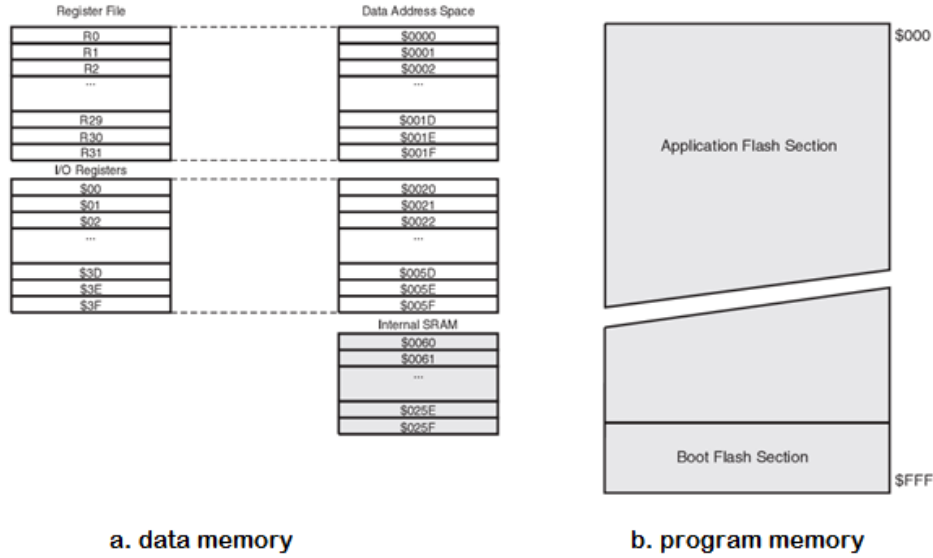 Register File
R0
R1
R2
...
R29
R30
R31
I/O Registers
$00
$01
$02
...
$3D
$3E
$3F
Data Address Space
$0000
$0001
$0002
...
$001D
$001E
$001F
$0020
$0021
$0022
...
$005D
$005E
$005F
Internal SRAM
$0060
$0061
...
$025E
$025F
a. data memory
$000
Application Flash Section
Boot Flash Section
$FFF
b. program memory